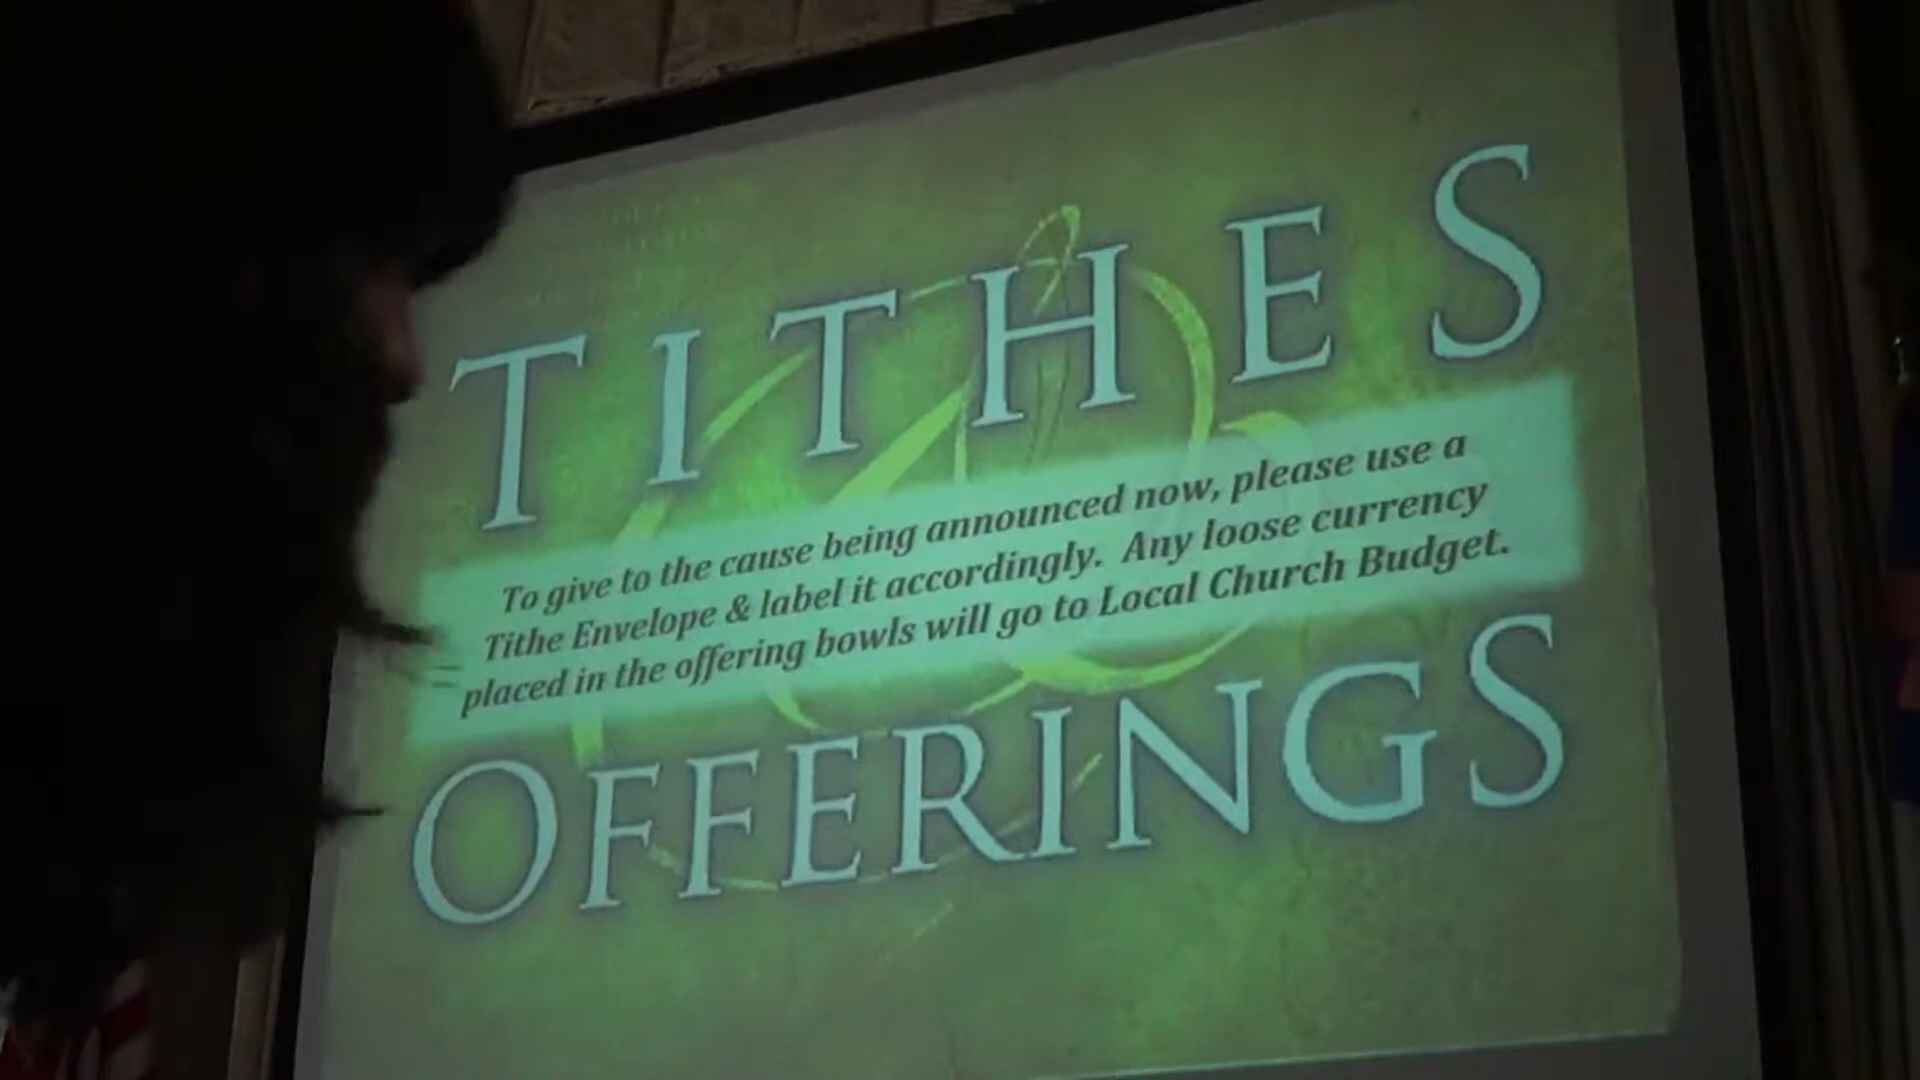 TITHES
&
To give to the cause being announced now, please use a
Tithe Envelope & label it accordingly. Any loose currency
placed in the offering bowls will go to Local Church Budget.
OFFERINGS